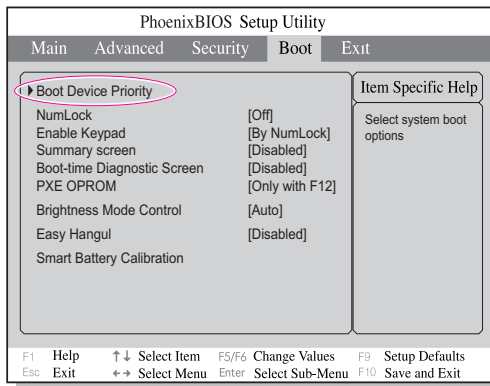 PhoenixBIOS Setup Utility
Main Advanced Security Boot Exit
Boot Device Priority
NumLock [Off]
Enable Keypad [By NumLock]
Summary screen [Disabled]
Boot-time Diagnostic Screen [Disabled]
PXE OPROM [Only with F12]
Brightness Mode Control [Auto]
Easy Hangul [Disabled]
Smart Battery Calibration
Item Specific Help
Select system boot
options
F1 Help ↑↓ Select Item F5/F6 Change Values F9 Setup Defaults
Esc Exit ←→ Select Menu Enter Select Sub-Menu F10 Save and Exit